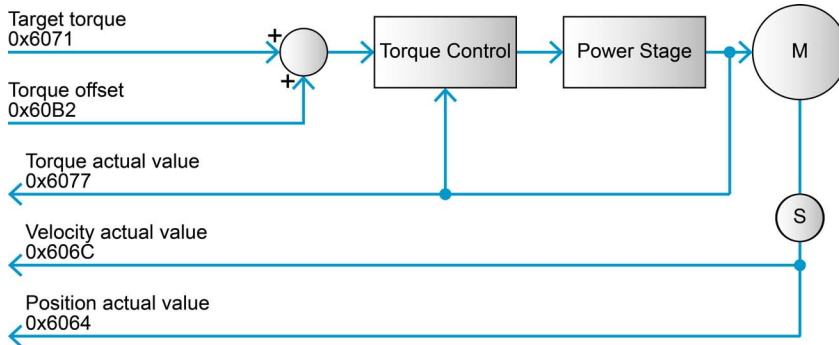 Target torque
0x6071
+
+
Torque Control
Power Stage
M
Torque offset
0x60B2
Torque actual value
0x6077
S
Velocity actual value
0x606C
Position actual value
0x6064